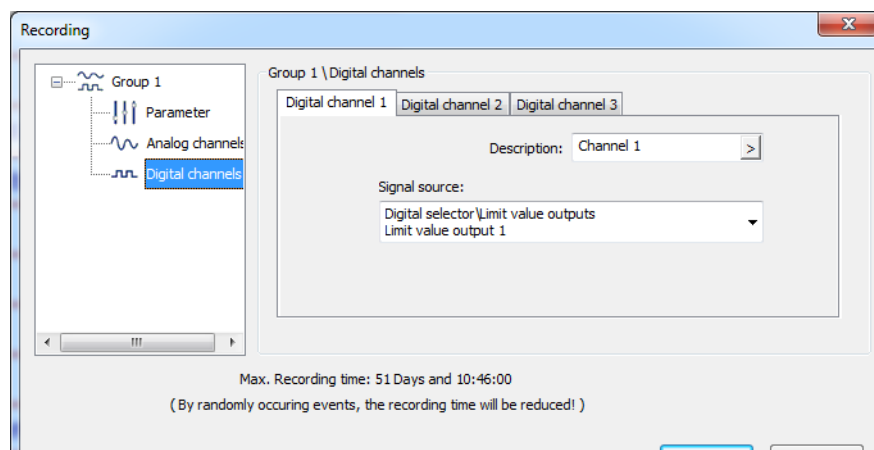 Recording
Group 1
Parameter
Analog channels
Digital channels
Group 1 \ Digital channels
Digital channel 1 Digital channel 2 Digital channel 3
Description: Channel 1 >
Signal source:
Digital selector\Limit value outputs
Limit value output 1
Max. Recording time: 51 Days and 10:46:00
( By randomly occuring events, the recording time will be reduced! )